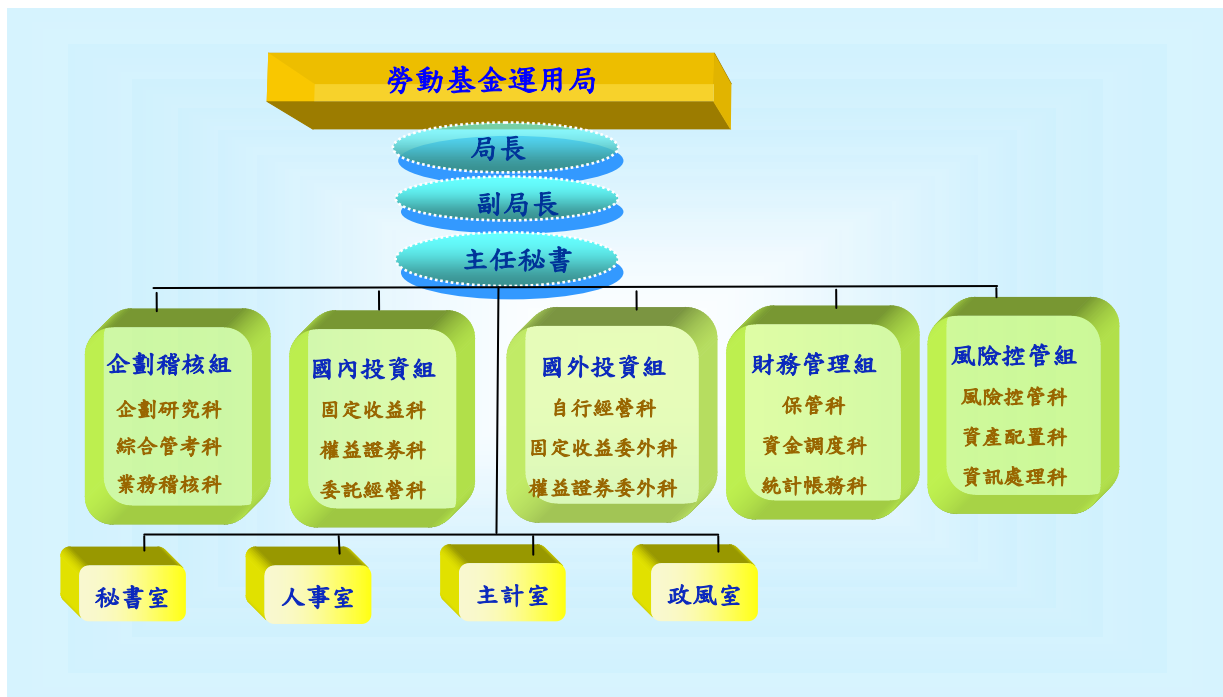 勞動基金運用局
局長
副局長
主任秘書
企劃稽核組
企劃研究科
綜合管考科
業務稽核科
國內投資組
固定收益科
權益證券科
委託經營科
國外投資組
自行經營科
固定收益委外科
權益證券委外科
財務管理組
保管科
資金調度科
統計帳務科
風險控管組
風險控管科
資產配置科
資訊處理科
秘書室
人事室
主計室
政風室